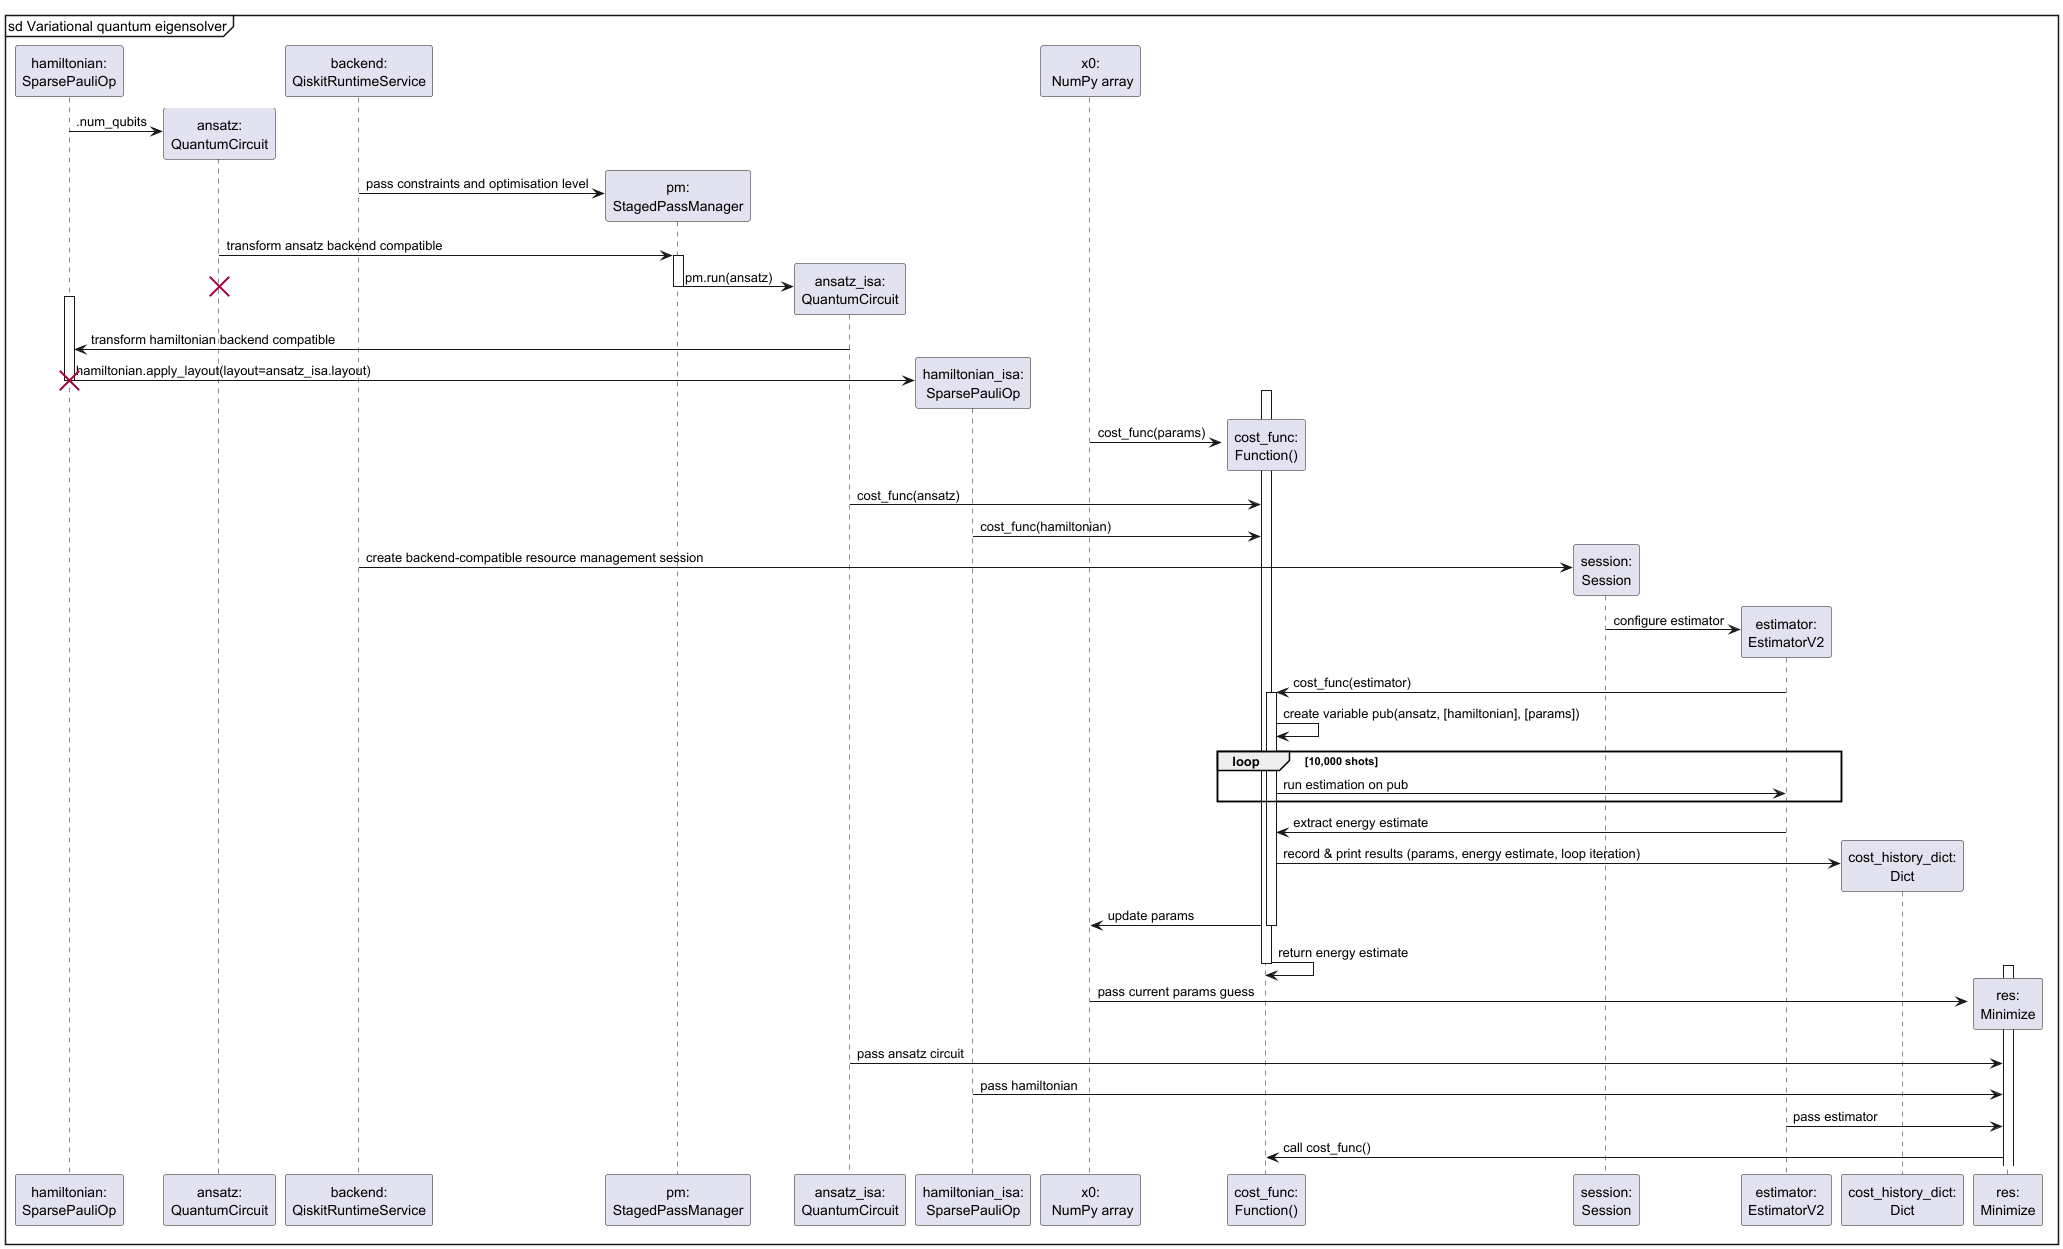 sd Variational quantum eigensolver
hamiltonian:
SparsePauliOp
backend:
QiskitRuntimeService
x0:
NumPy array
.num_qubits
ansatz:
QuantumCircuit
pass constraints and optimisation level
pm:
StagedPassManager
transform ansatz backend compatible
pm.run(ansatz)
ansatz_isa:
QuantumCircuit
transform hamiltonian backend compatible
hamiltonian.apply_layout(layout=ansatz_isa.layout)
hamiltonian_isa:
SparsePauliOp
cost_func(params)
cost_func:
Function()
cost_func(ansatz)
cost_func(hamiltonian)
create backend-compatible resource management session
session:
Session
configure estimator
estimator:
EstimatorV2
cost_func(estimator)
create variable pub(ansatz, [hamiltonian], [params])
loop [10,000 shots]
run estimation on pub
extract energy estimate
record & print results (params, energy estimate, loop iteration)
cost_history_dict:
Dict
update params
return energy estimate
pass current params guess
res:
Minimize
pass ansatz circuit
pass hamiltonian
pass estimator
call cost_func()
hamiltonian:
SparsePauliOp
ansatz:
QuantumCircuit
backend:
QiskitRuntimeService
pm:
StagedPassManager
ansatz_isa:
QuantumCircuit
hamiltonian_isa:
SparsePauliOp
x0:
NumPy array
cost_func:
Function()
session:
Session
estimator:
EstimatorV2
cost_history_dict:
Dict
res:
Minimize